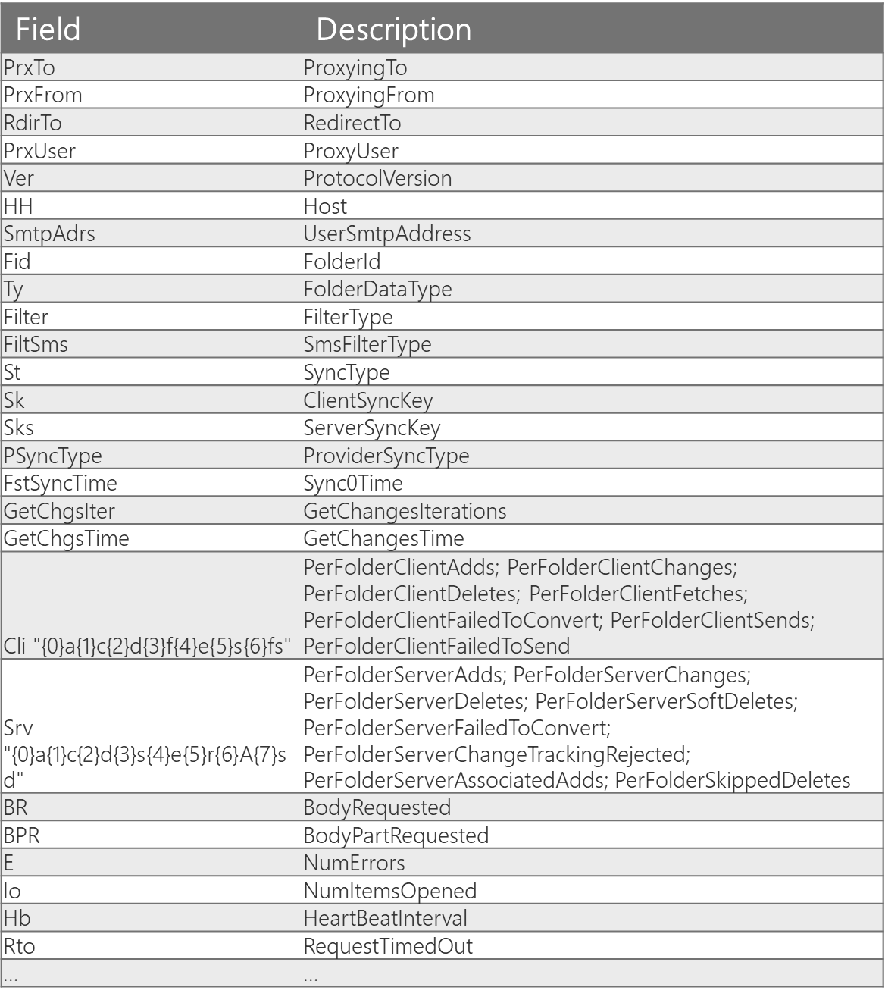 Field Description
PrxTo ProxyingTo
PrxFrom ProxyingFrom
RdirTo RedirectTo
PrxUser ProxyUser
Ver ProtocolVersion
HH Host
SmtpAdrs UserSmtpAddress
Fid FolderId
Ty FolderDataType
Filter FilterType
FiltSms SmsFilterType
St SyncType
Sk ClientSyncKey
Sks ServerSyncKey
PSyncType ProviderSyncType
FstSyncTime Sync0Time
GetChgsIter GetChangesIterations
GetChgsTime GetChangesTime
PerFolderClientAdds; PerFolderClientChanges;
PerFolderClientDeletes; PerFolderClientFetches;
PerFolderClientFailedToConvert; PerFolderClientSends;
Cli "{0}a{1}c{2}d{3}f{4}e{5}s{6}fs" PerFolderClientFailedToSend
PerFolderServerAdds; PerFolderServerChanges;
PerFolderServerDeletes; PerFolderServerSoftDeletes;
Srv PerFolderServerFailedToConvert;
"{0}a{1}c{2}d{3}s{4}e{5}r{6}A{7}s PerFolderServerChangeTrackingRejected;
d" PerFolderServerAssociatedAdds; PerFolderSkippedDeletes
BR BodyRequested
BPR BodyPartRequested
E NumErrors
Io NumItemsOpened
Hb HeartBeatInterval
Rto RequestTimedOut
... ...